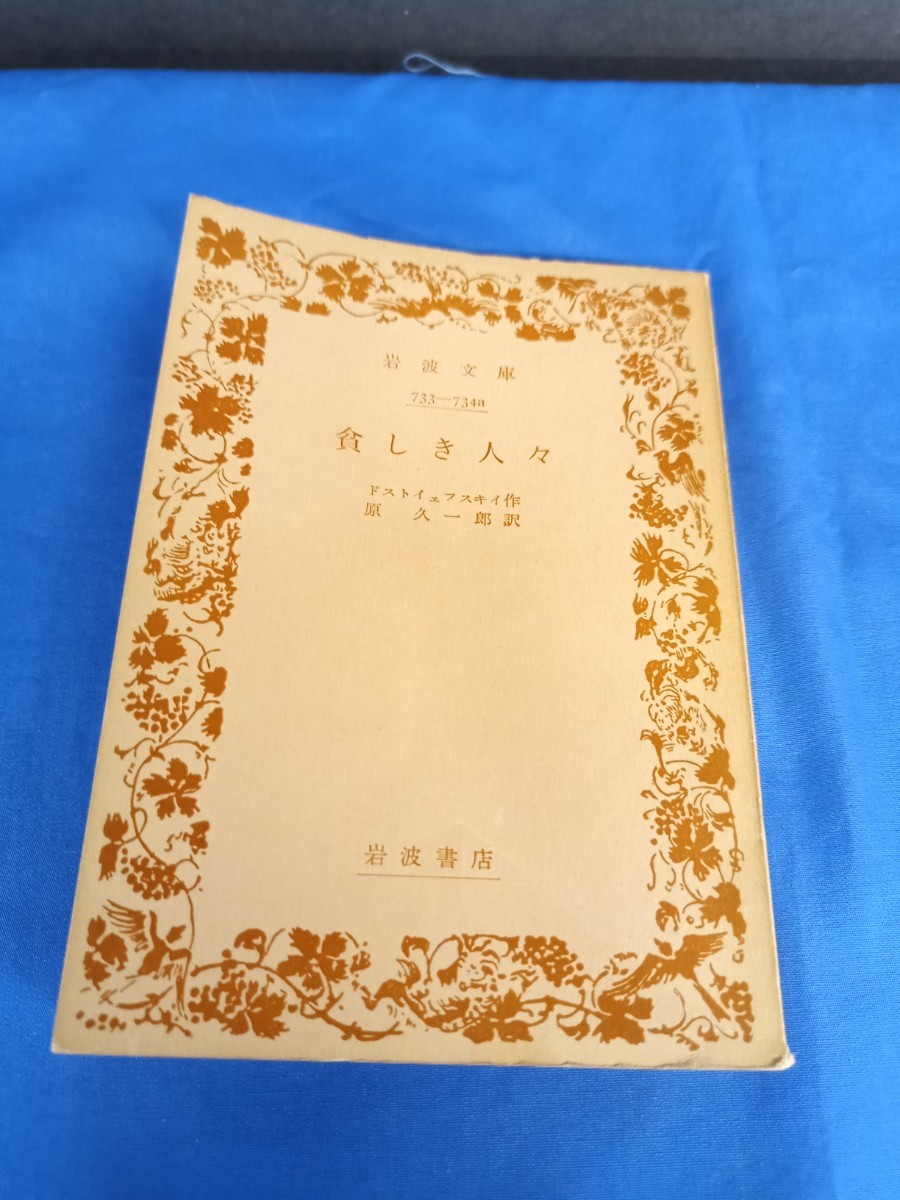 岩波文庫
733—734a
貧しき人々
ドストイェフスキイ作
原久一郎訳
岩波書店